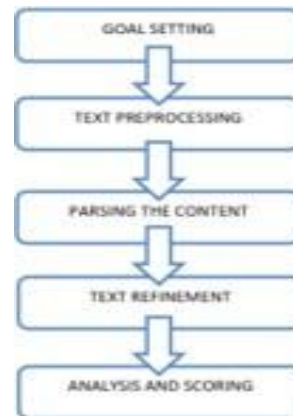 GOAL SETTING
TEXT PREPROCESSING
PARSING THE CONTENT
TEXT REFINEMENT
ANALYSIS AND SCORING